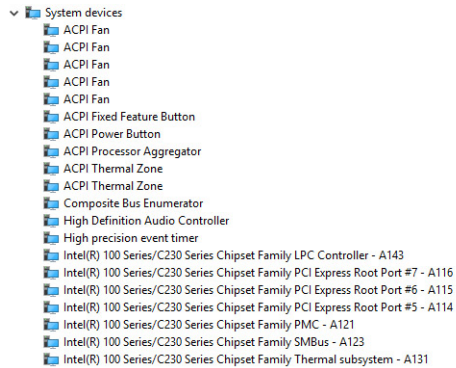 System devices
ACPI Fan
ACPI Fan
ACPI Fan
ACPI Fan
ACPI Fan
ACPI Fixed Feature Button
ACPI Power Button
ACPI Processor Aggregator
ACPI Thermal Zone
ACPI Thermal Zone
Composite Bus Enumerator
High Definition Audio Controller
High precision event timer
Intel(R) 100 Series/C230 Series Chipset Family LPC Controller - A143
Intel(R) 100 Series/C230 Series Chipset Family PCI Express Root Port #7 - A116
Intel(R) 100 Series/C230 Series Chipset Family PCI Express Root Port #6 - A115
Intel(R) 100 Series/C230 Series Chipset Family PCI Express Root Port #5 - A114
Intel(R) 100 Series/C230 Series Chipset Family PMC - A121
Intel(R) 100 Series/C230 Series Chipset Family SMBus - A123
Intel(R) 100 Series/C230 Series Chipset Family Thermal subsystem - A131